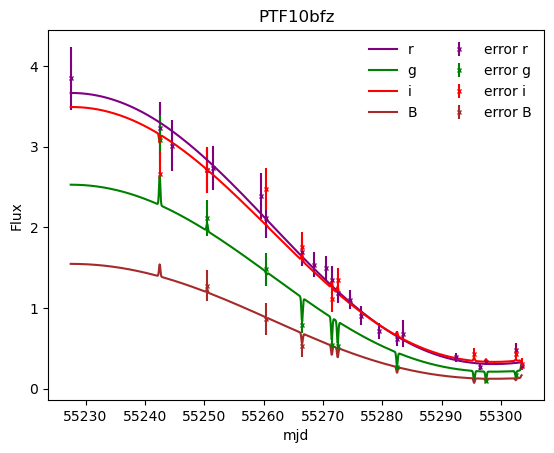 PTF10bfz
r error r
g error g
i error i
B error B
4
3
2
1
0
Flux
55230 55240 55250 55260 55270 55280 55290 55300
mjd